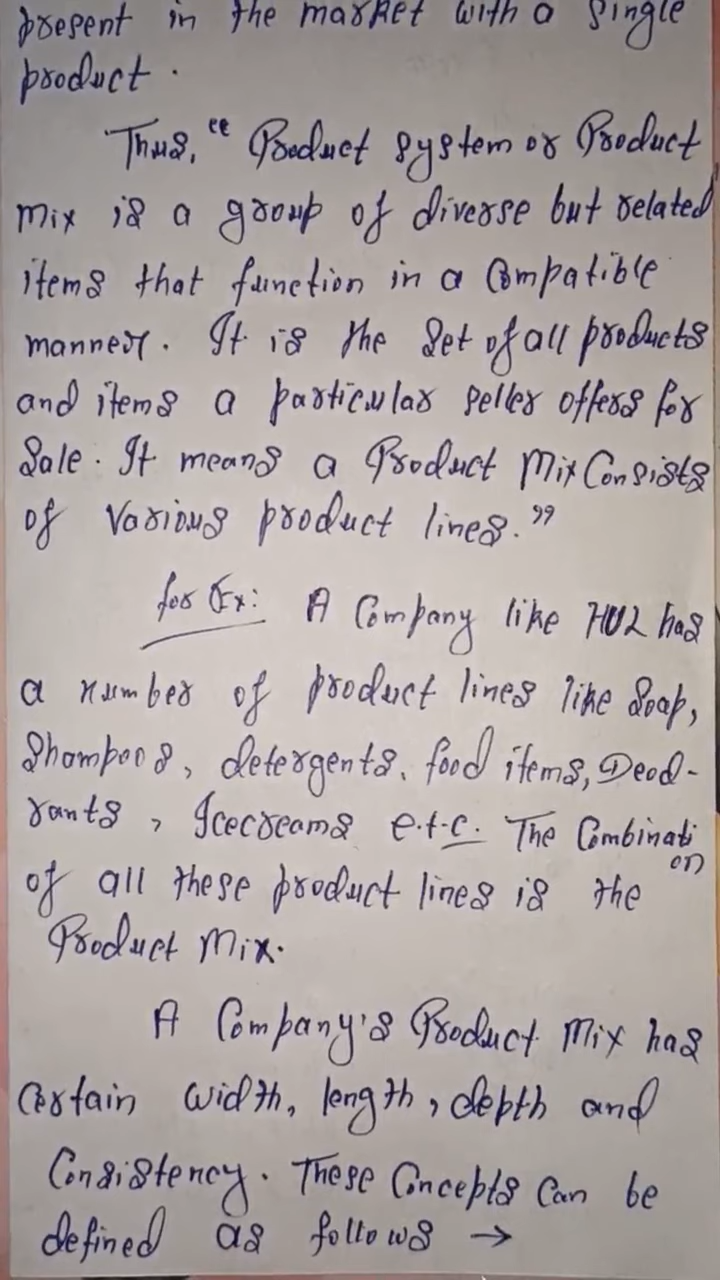 present in the market with a single
product.
Thus, "Product system or Product
mix is a group of diverse but related
items that function in a Compatible
manner. It is the Set of all products
and items a particular seller offers for
Sale. It means a Product Mix Consists
of Various product lines."
for Ex: A Company like HUL has
a number of product lines like Soap,
Shampoos, detergents, food items, Deod-
rants, Icecreams e.t.c. The Combination
of all these product lines is the
Product Mix.
A Company's Product Mix has
Certain width, length, depth and
Consistency. These Concepts Can be
defined as follows →